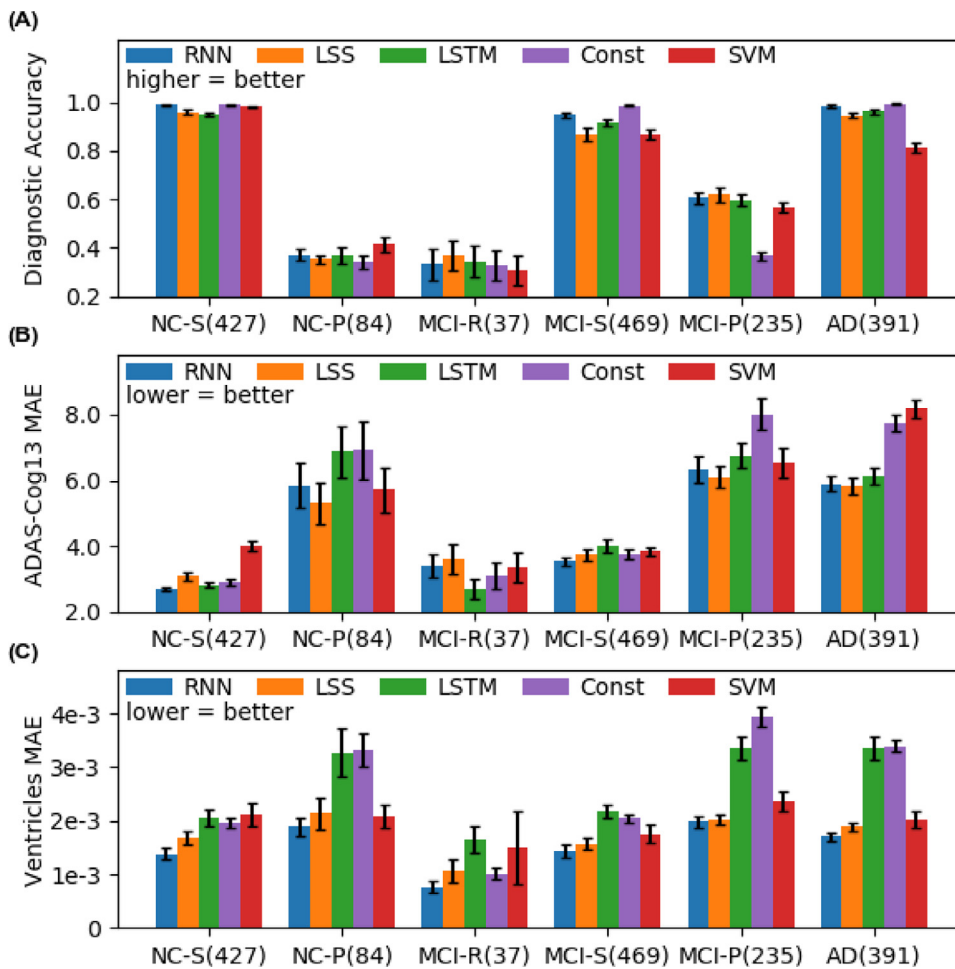 (A)
RNN LSS LSTM Const SVM
higher = better
Diagnostic Accuracy
1.0
0.8
0.6
0.4
0.2
NC-S(427) NC-P(84) MCI-R(37) MCI-S(469) MCI-P(235) AD(391)
(B)
RNN LSS LSTM Const SVM
lower = better
ADAS-Cog13 MAE
8.0
6.0
4.0
2.0
NC-S(427) NC-P(84) MCI-R(37) MCI-S(469) MCI-P(235) AD(391)
(C)
RNN LSS LSTM Const SVM
lower = better
Ventricles MAE
4e-3
3e-3
2e-3
1e-3
0
NC-S(427) NC-P(84) MCI-R(37) MCI-S(469) MCI-P(235) AD(391)